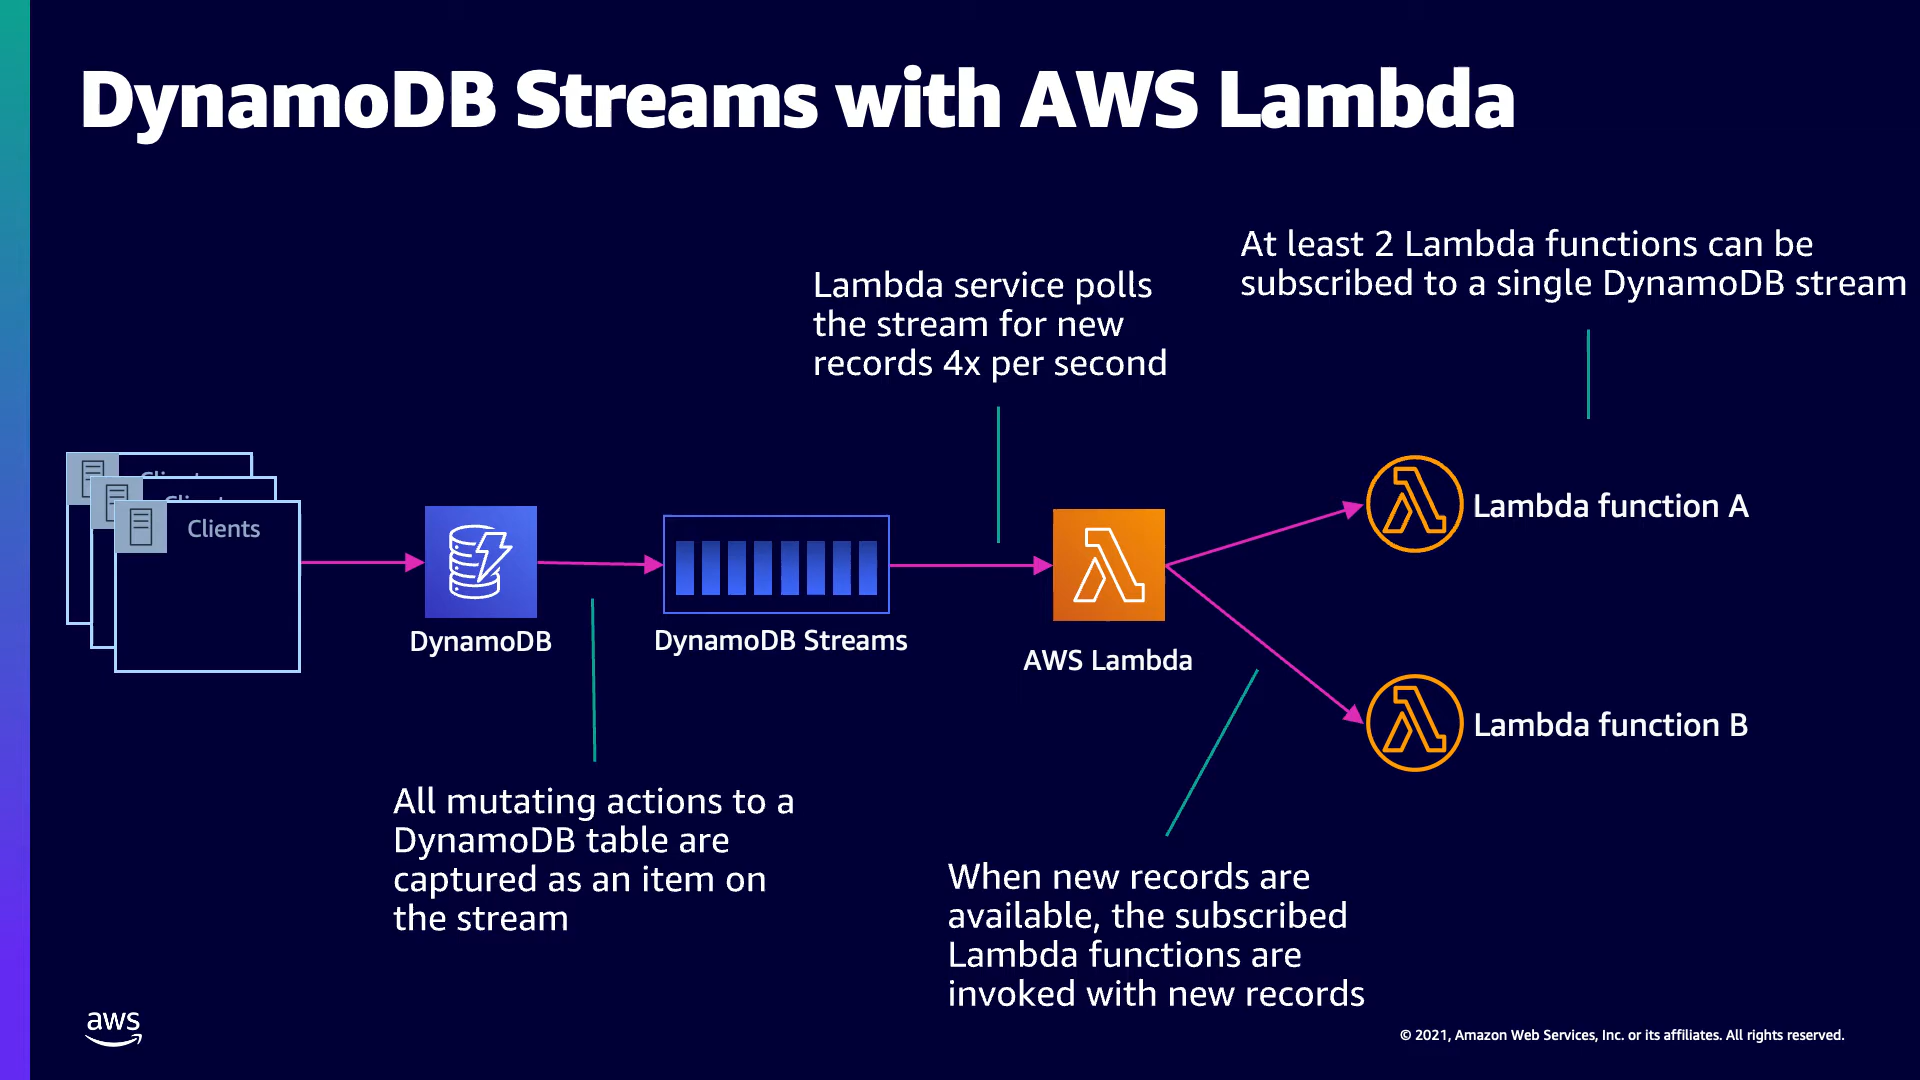 DynamoDB Streams with AWS Lambda
At least 2 Lambda functions can be
subscribed to a single DynamoDB stream
Lambda service polls
the stream for new
records 4x per second
Clients
DynamoDB
DynamoDB Streams
AWS Lambda
Lambda function A
Lambda function B
All mutating actions to a
DynamoDB table are
captured as an item on
the stream
When new records are
available, the subscribed
Lambda functions are
invoked with new records
aws
© 2021, Amazon Web Services, Inc. or its affiliates. All rights reserved.